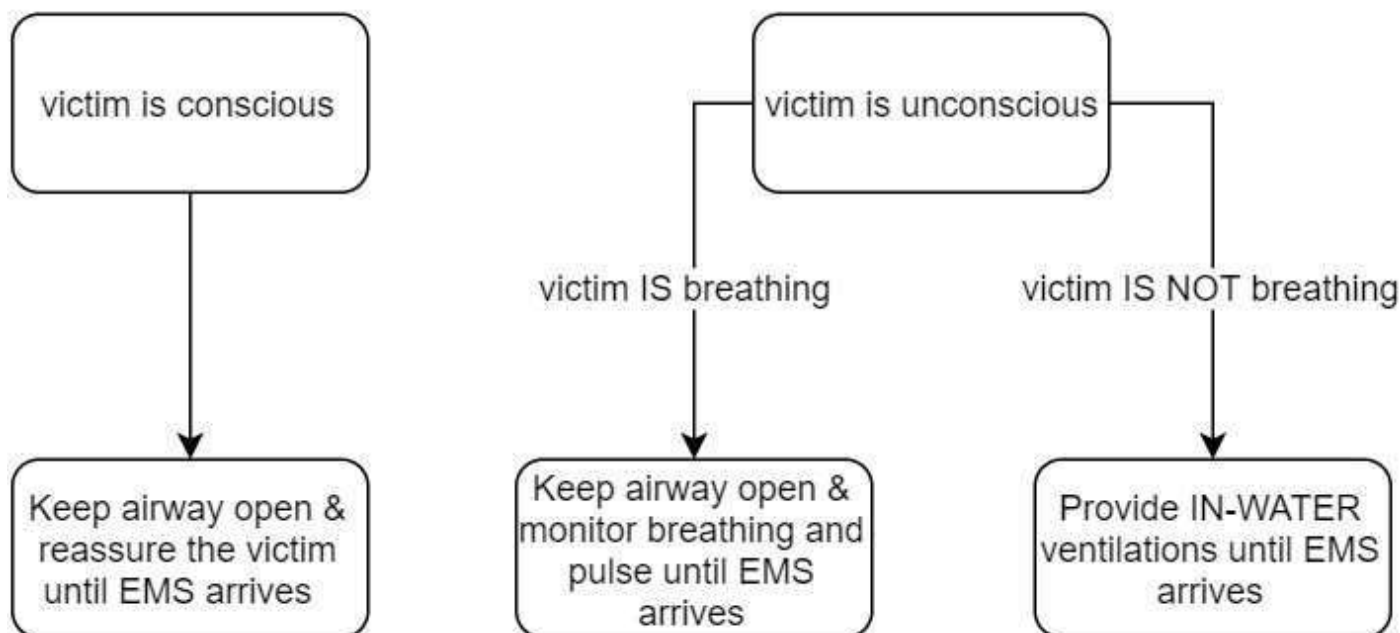 victim is conscious
victim is unconscious
victim IS breathing
victim IS NOT breathing
Keep airway open &
reassure the victim
until EMS arrives
Keep airway open &
monitor breathing and
pulse until EMS
arrives
Provide IN-WATER
ventilations until EMS
arrives